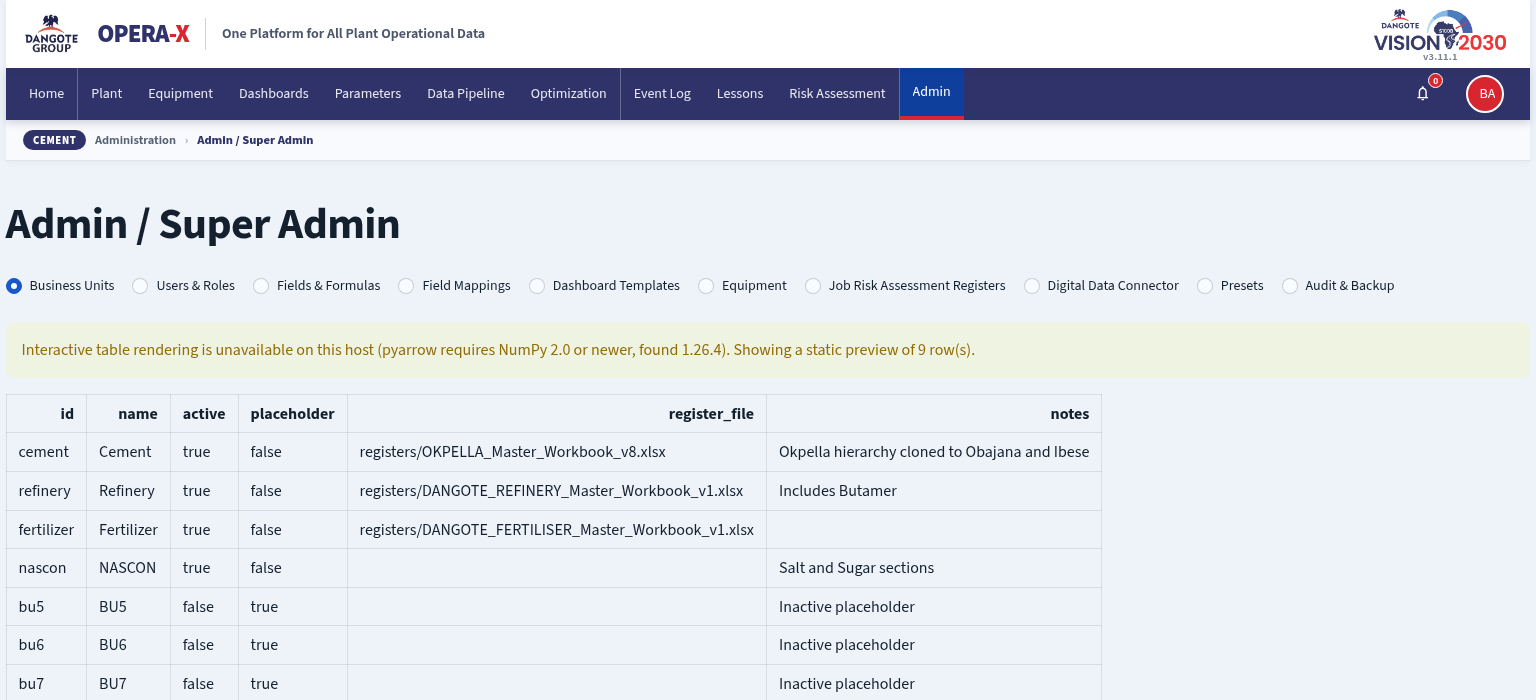 DANGOTE
GROUP
OPERA-X
One Platform for All Plant Operational Data
DANGOTE
$100B
VISION 2030
v3.11.1
Home Plant Equipment Dashboards Parameters Data Pipeline Optimization Event Log Lessons Risk Assessment Admin
0
BA
CEMENT Administration › Admin / Super Admin
Admin / Super Admin
Business Units Users & Roles Fields & Formulas Field Mappings Dashboard Templates Equipment Job Risk Assessment Registers Digital Data Connector Presets Audit & Backup
Interactive table rendering is unavailable on this host (pyarrow requires NumPy 2.0 or newer, found 1.26.4). Showing a static preview of 9 row(s).
id name active placeholder register_file notes
cement Cement true false registers/OKPELLA_Master_Workbook_v8.xlsx Okpella hierarchy cloned to Obajana and Ibese
refinery Refinery true false registers/DANGOTE_REFINERY_Master_Workbook_v1.xlsx Includes Butamer
fertilizer Fertilizer true false registers/DANGOTE_FERTILISER_Master_Workbook_v1.xlsx
nascon NASCON true false Salt and Sugar sections
bu5 BU5 false true Inactive placeholder
bu6 BU6 false true Inactive placeholder
bu7 BU7 false true Inactive placeholder